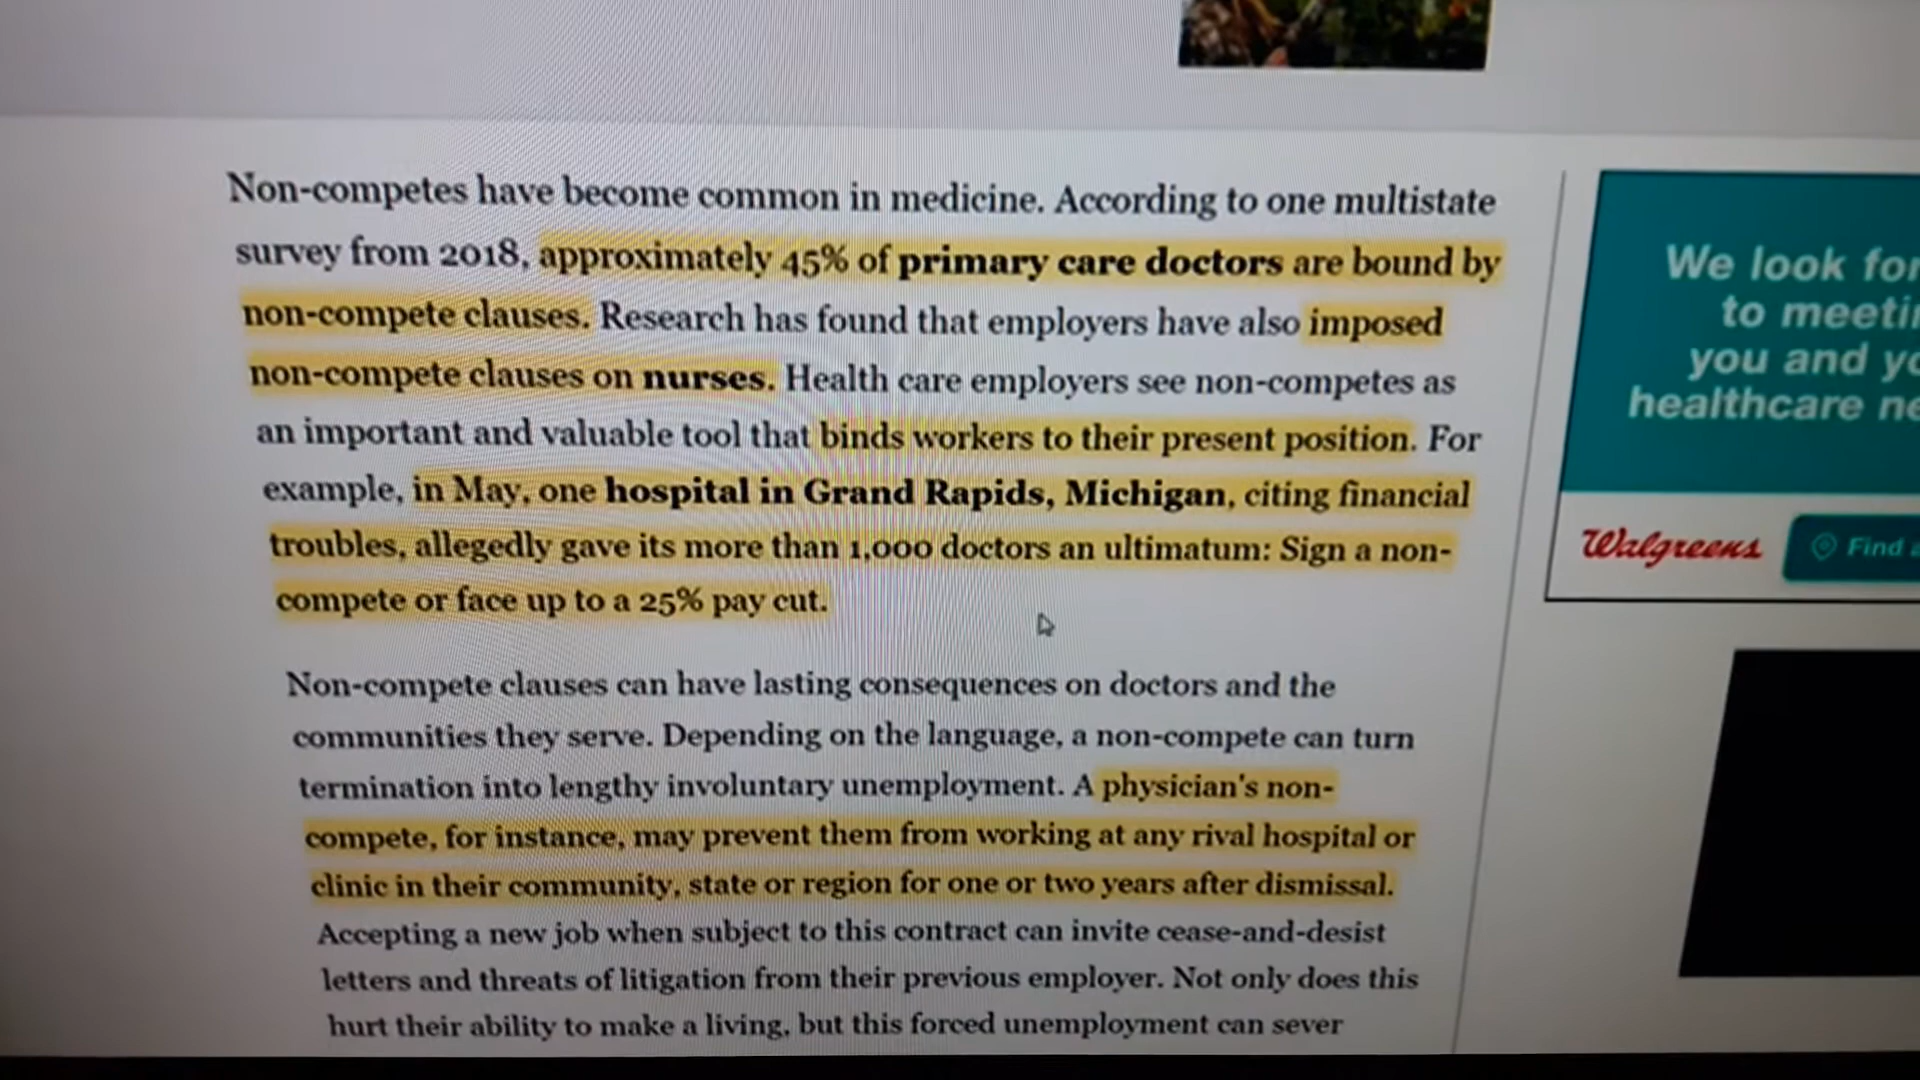 Non-competes have become common in medicine. According to one multistate
survey from 2018, approximately 45% of primary care doctors are bound by
non-compete clauses. Research has found that employers have also imposed
non-compete clauses on nurses. Health care employers see non-competes as
an important and valuable tool that binds workers to their present position. For
example, in May, one hospital in Grand Rapids, Michigan, citing financial
troubles, allegedly gave its more than 1,000 doctors an ultimatum: Sign a non-
compete or face up to a 25% pay cut.
Non-compete clauses can have lasting consequences on doctors and the
communities they serve. Depending on the language, a non-compete can turn
termination into lengthy involuntary unemployment. A physician's non-
compete, for instance, may prevent them from working at any rival hospital or
clinic in their community, state or region for one or two years after dismissal.
Accepting a new job when subject to this contract can invite cease-and-desist
letters and threats of litigation from their previous employer. Not only does this
hurt their ability to make a living, but this forced unemployment can sever
We look for
to meeti
you and yo
healthcare ne
Walgreens
Find a